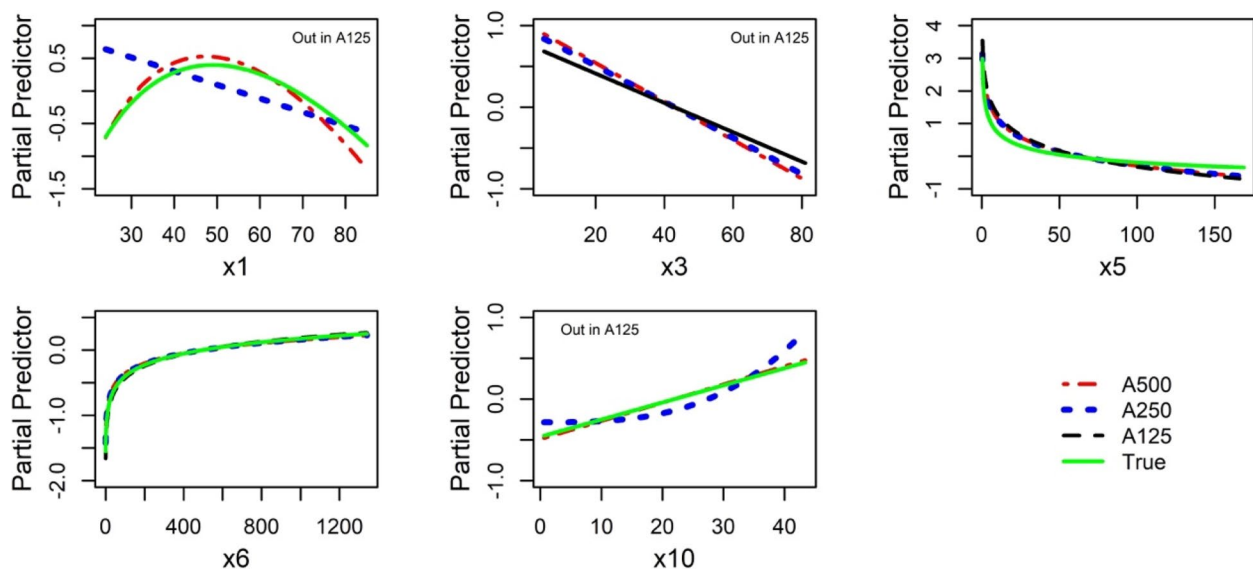 Partial Predictor
-1.5
-0.5
0.5
Out in A125
30 40 50 60 70 80
x1
Partial Predictor
-1.0
0.0
1.0
Out in A125
20 40 60 80
x3
Partial Predictor
-1
1
2
3
4
0 50 100 150
x5
Partial Predictor
-2.0
-1.0
0.0
0 400 800 1200
x6
Partial Predictor
-1.0
0.0
1.0
Out in A125
0 10 20 30 40
x10
A500
A250
A125
True